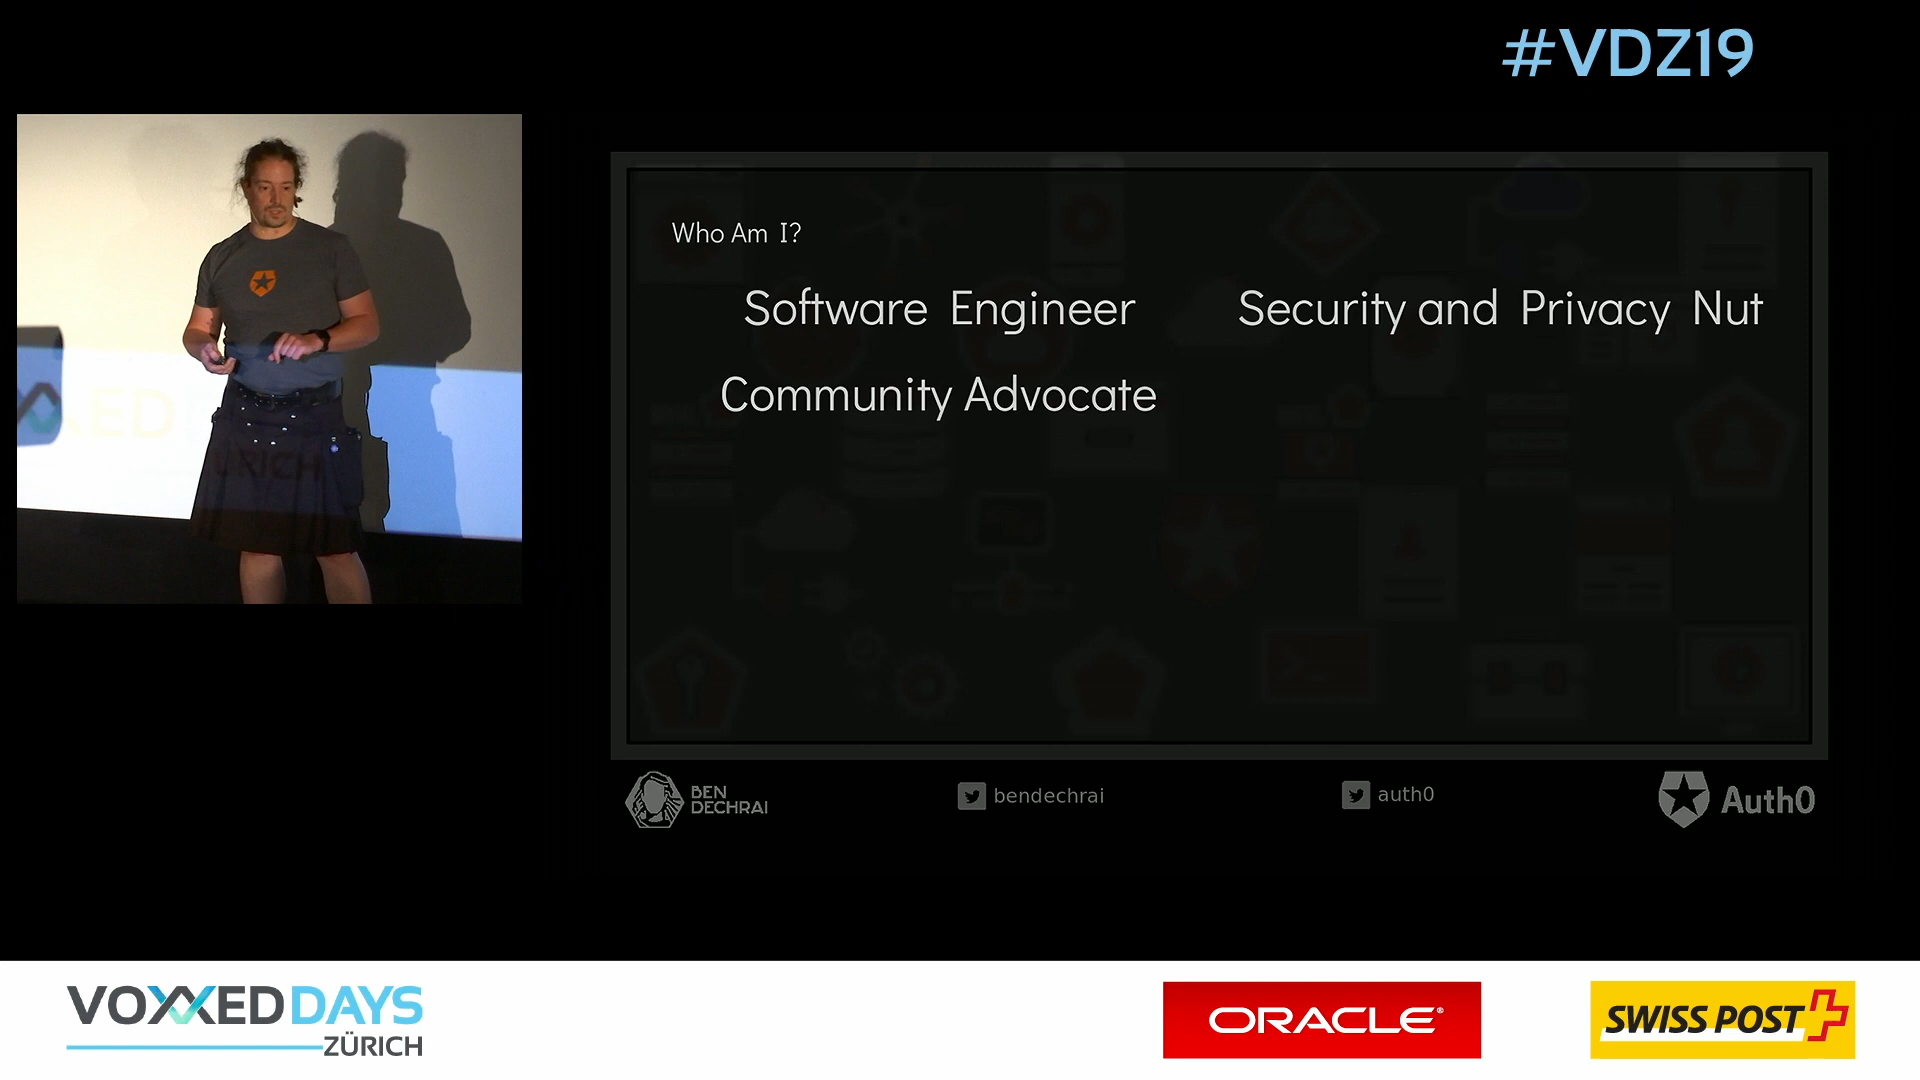 #VDZ19
Who Am I?
Software Engineer
Security and Privacy Nut
Community Advocate
BEN
DECHRAI
bendechrai
auth0
Auth0
VOXXED DAYS
ZÜRICH
ORACLE®
SWISS POST